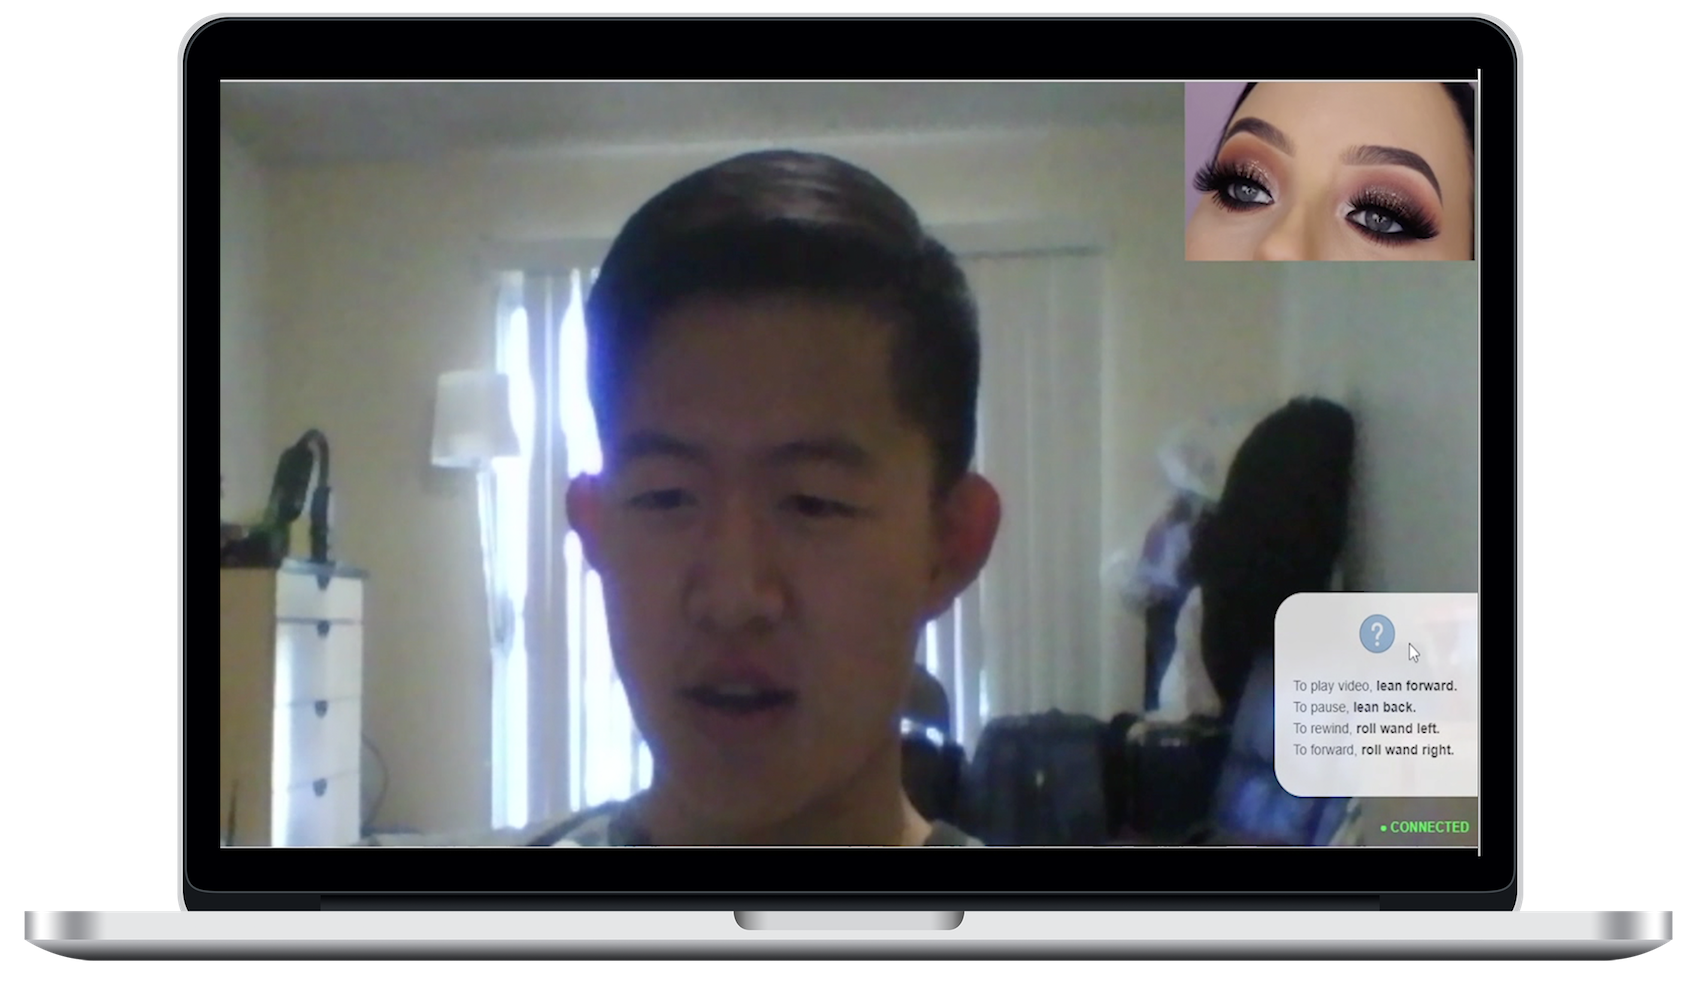 ?
To play video, lean forward.
To pause, lean back.
To rewind, roll wand left.
To forward, roll wand right.
• CONNECTED